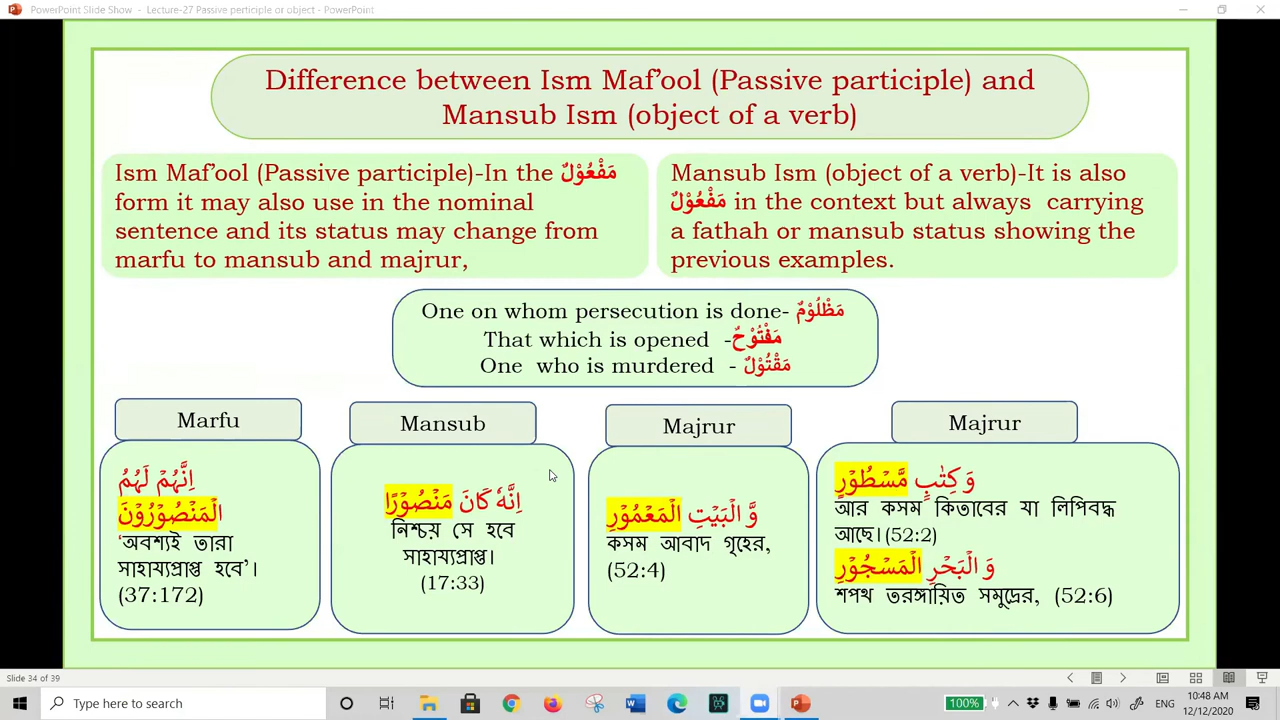 PowerPoint Slide Show - Lecture-27 Passive perticiple or object - PowerPoint
Difference between Ism Maf’ool (Passive participle) and
Mansub Ism (object of a verb)
Ism Maf’ool (Passive participle)-In the مَفْعُوْلٌ
form it may also use in the nominal
sentence and its status may change from
marfu to mansub and majrur,
Mansub Ism (object of a verb)-It is also
مَفْعُوْلٌ in the context but always carrying
a fathah or mansub status showing the
previous examples.
One on whom persecution is done- مَظْلُوْمٌ
That which is opened -مَفْتُوْحٌ
One who is murdered - مَقْتُوْلٌ
Marfu
اِنَّهُمْ لَهُمُ
الْمَنْصُوْرُوْنَ
‘অবশ্যই তারা
সাহায্যপ্রাপ্ত হবে’।
(37:172)
Mansub
اِنَّهٗ كَانَ مَنْصُوْرًا
নিশ্চয় সে হবে
সাহায্যপ্রাপ্ত।
(17:33)
Majrur
وَّ الْبَيْتِ الْمَعْمُوْرِ
কসম আবাদ গৃহের,
(52:4)
Majrur
وَ كِتٰبٍ مَّسْطُوْرٍ
আর কসম কিতাবের যা লিপিবদ্ধ
আছে।(52:2)
وَ الْبَحْرِ الْمَسْجُوْرِ
শপথ তরঙ্গায়িত সমুদ্রের, (52:6)
Slide 34 of 39
Type here to search
100%
ENG
10:48 AM
12/12/2020